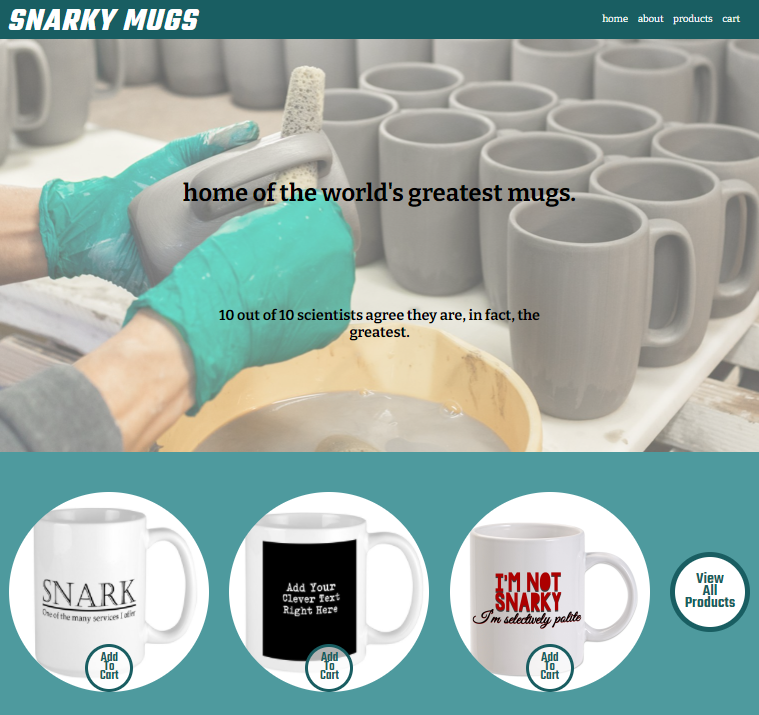 SNARKY MUGS
home about products cart
home of the world's greatest mugs.
10 out of 10 scientists agree they are, in fact, the
greatest.
SNARK
One of the many services I offer
Add
To
Cart
Add Your
Clever Text
Right Here
Add
To
Cart
I'M NOT
SNARKY
I'm selectively polite
Add
To
Cart
View
All
Products